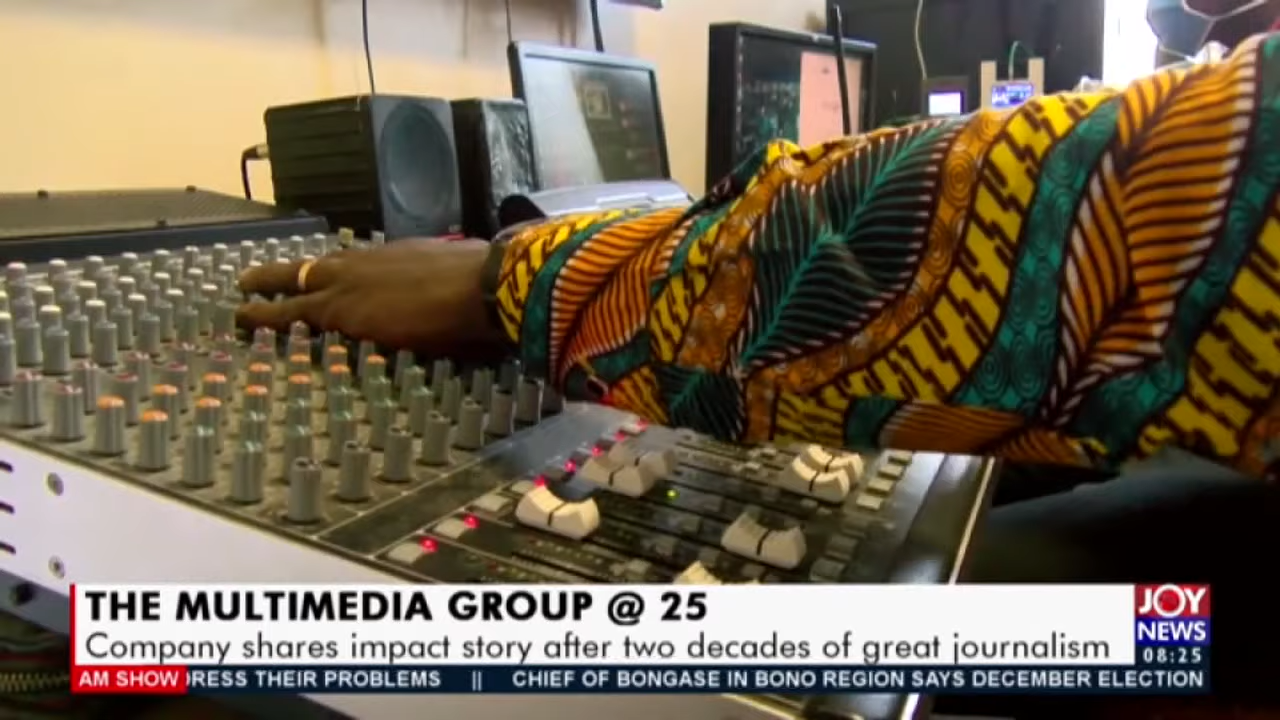 THE MULTIMEDIA GROUP @ 25
Company shares impact story after two decades of great journalism
JOY
NEWS
08:25
AM SHOW DRESS THEIR PROBLEMS || CHIEF OF BONGASE IN BONO REGION SAYS DECEMBER ELECTION